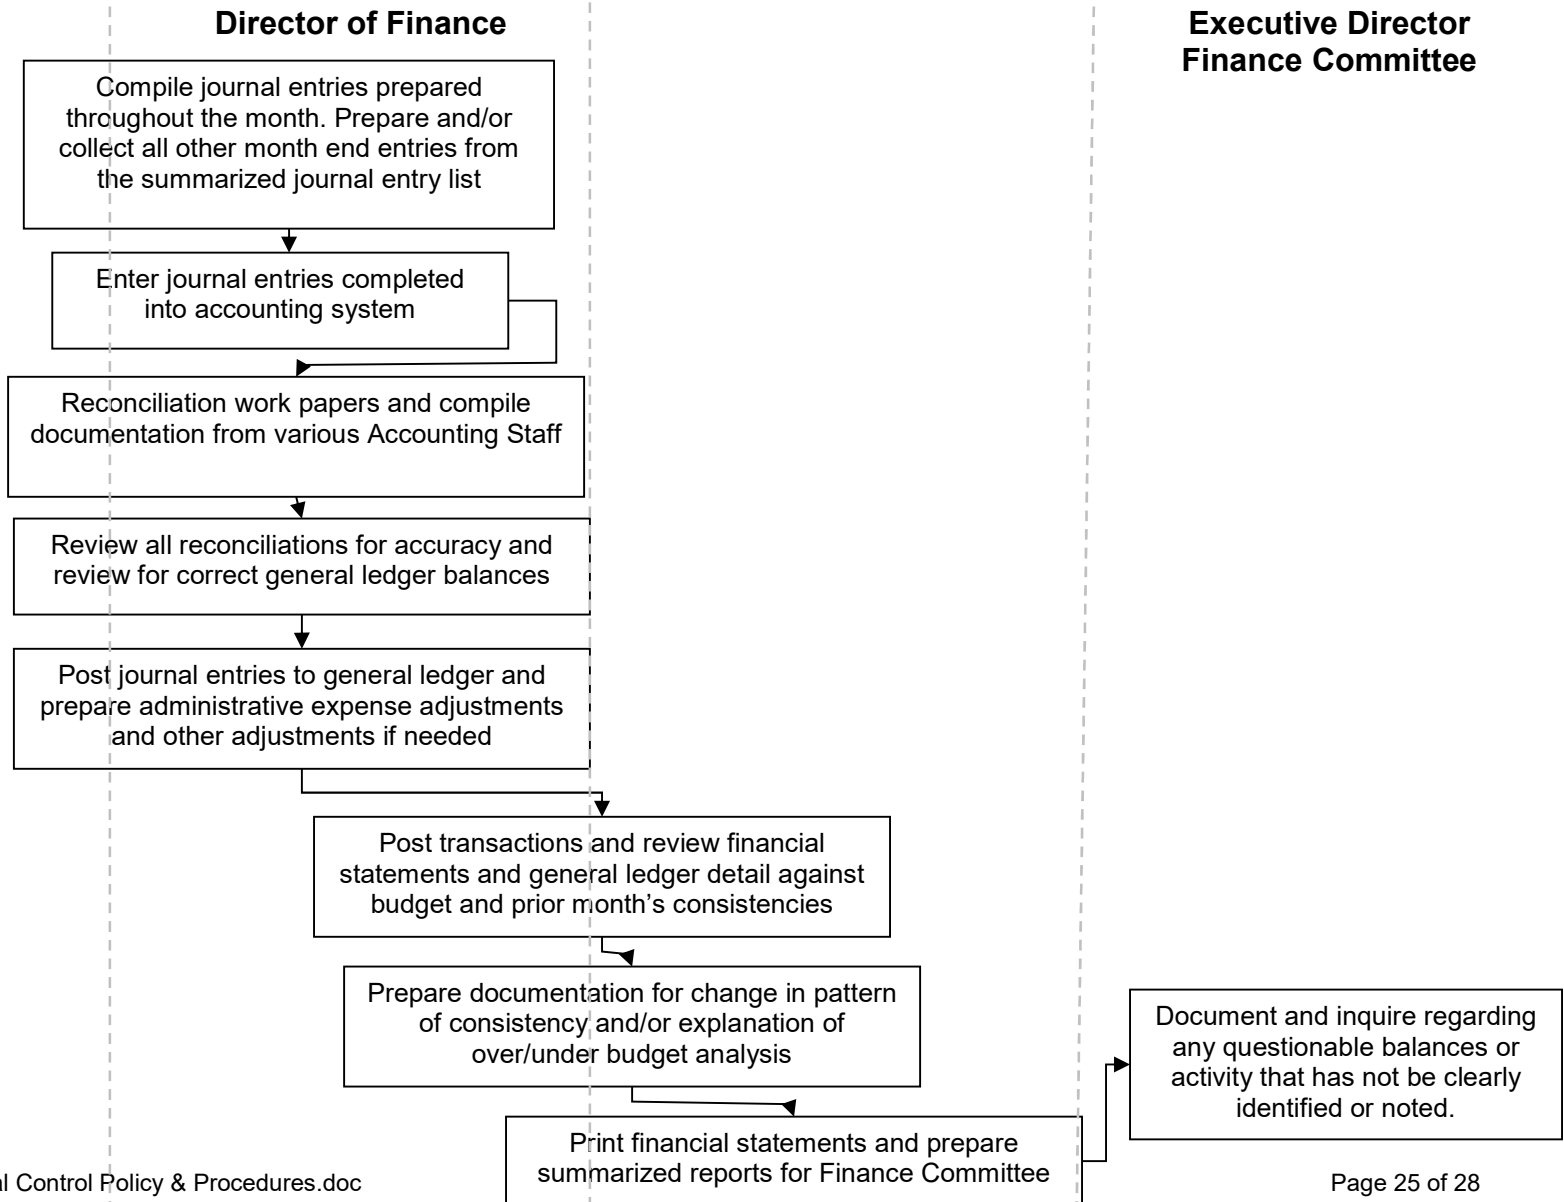 Director of Finance
Executive Director
Finance Committee
Compile journal entries prepared
throughout the month. Prepare and/or
collect all other month end entries from
the summarized journal entry list
Enter journal entries completed
into accounting system
Reconciliation work papers and compile
documentation from various Accounting Staff
Review all reconciliations for accuracy and
review for correct general ledger balances
Post journal entries to general ledger and
prepare administrative expense adjustments
and other adjustments if needed
Post transactions and review financial
statements and general ledger detail against
budget and prior month’s consistencies
Prepare documentation for change in pattern
of consistency and/or explanation of
over/under budget analysis
Document and inquire regarding
any questionable balances or
activity that has not be clearly
identified or noted.
Print financial statements and prepare
summarized reports for Finance Committee
Control Policy & Procedures.doc
Page 25 of 28